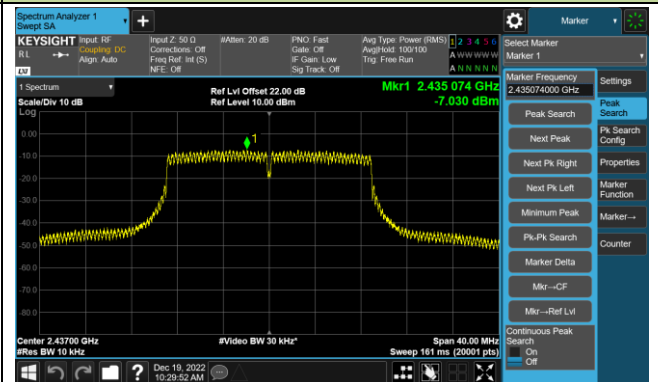 Spectrum Analyzer 1
Swept SA
Marker
KEYSIGHT
RL
Input: RF
Coupling: DC
Align: Auto
Input Z: 50 Ω
Corrections: Off
Freq Ref: Int (S)
NFE: Off
#Atten: 20 dB
PNO: Fast
Gate: Off
IF Gain: Low
Sig Track: Off
Avg Type: Power (RMS)
Avg|Hold: 100/100
Trig: Free Run
1 2 3 4 5 6
A W W W W W
A N N N N N
Select Marker
Marker 1
1 Spectrum
Scale/Div 10 dB
Log
Ref Lvl Offset 22.00 dB
Ref Level 10.00 dBm
Mkr1 2.435 074 GHz
-7.030 dBm
Marker Frequency
2.435074000 GHz
Peak Search
Next Peak
Next Pk Right
Next Pk Left
Minimum Peak
Pk-Pk Search
Marker Delta
Mkr→CF
Mkr→Ref Lvl
Continuous Peak
Search
On
Off
Settings
Peak
Search
Pk Search
Config
Properties
Marker
Function
Marker→
Counter
1
0.00
-10.0
-20.0
-30.0
-40.0
-50.0
-60.0
-70.0
-80.0
Center 2.43700 GHz
#Res BW 10 kHz
#Video BW 30 kHz*
Span 40.00 MHz
Sweep 161 ms (20001 pts)
?
Dec 19, 2022
10:29:52 AM